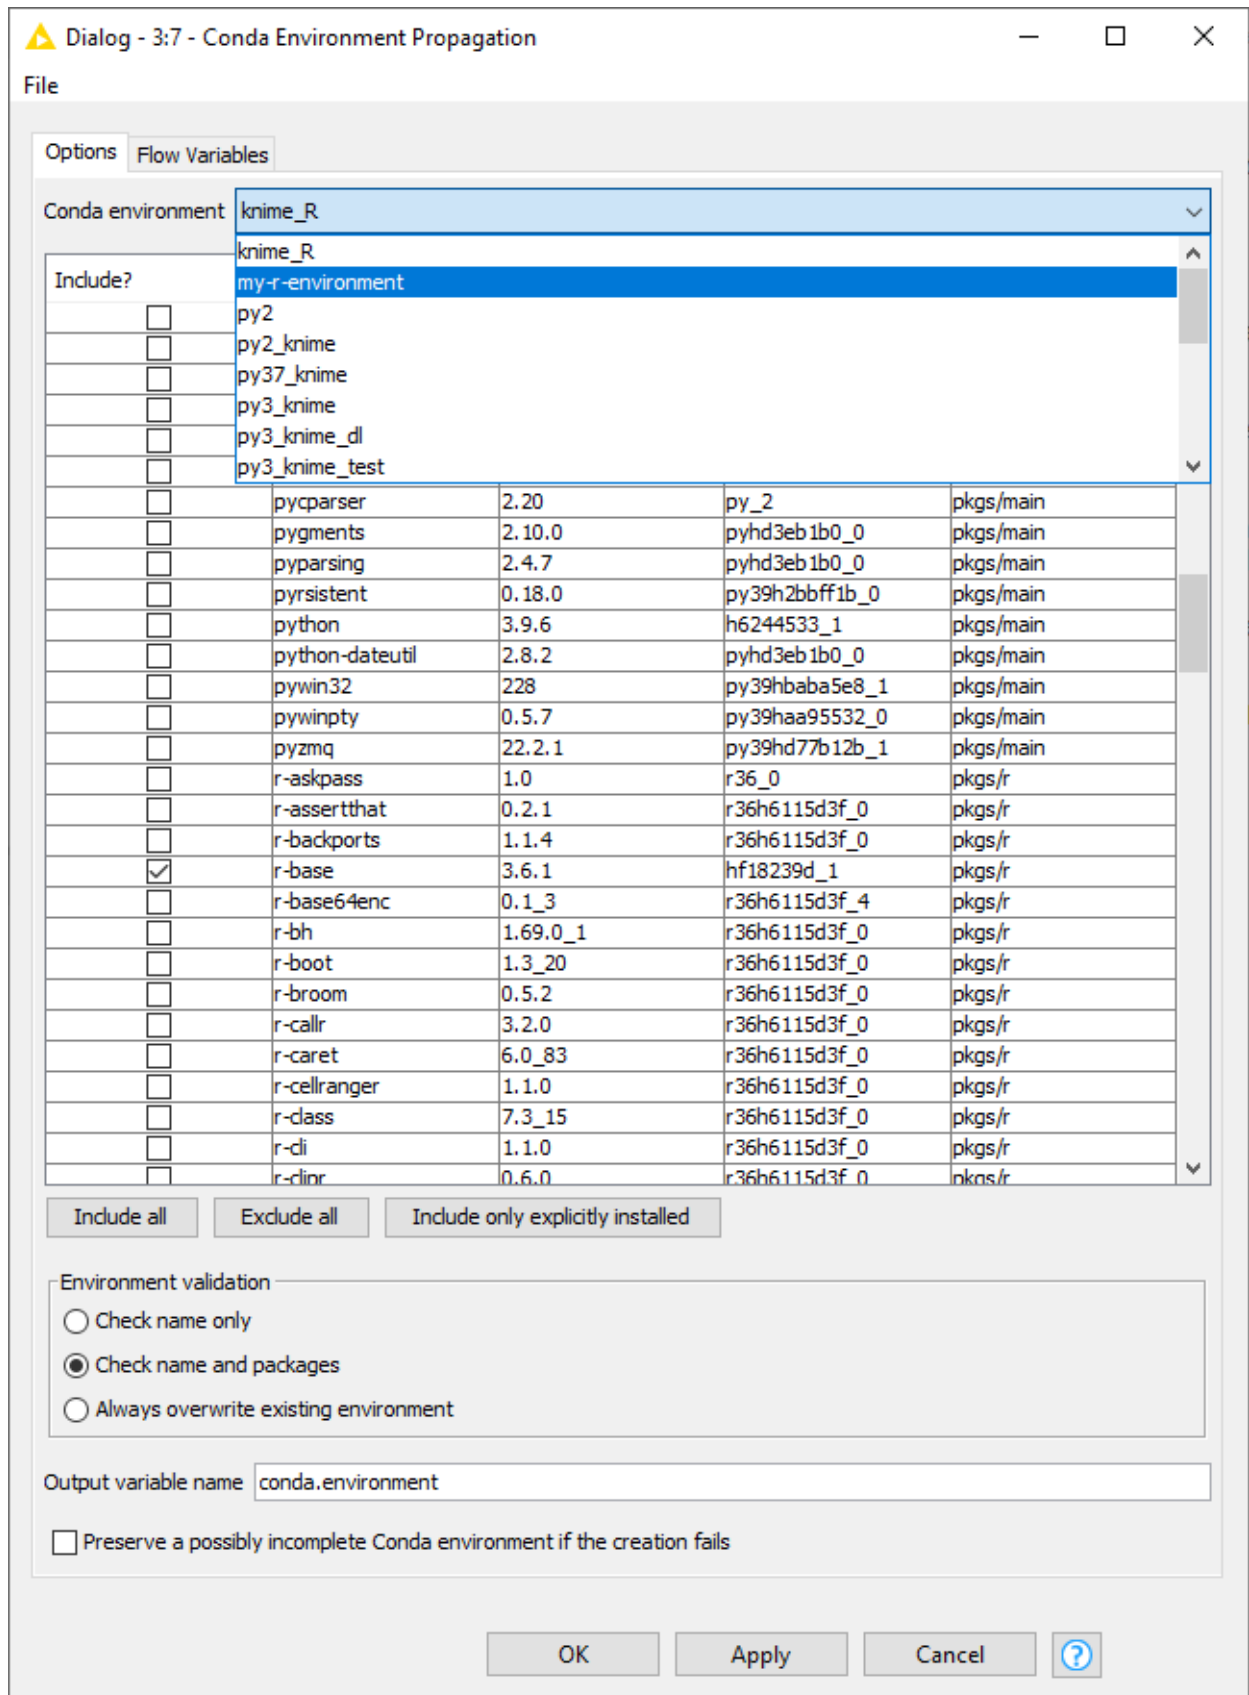 Dialog - 3:7 - Conda Environment Propagation
File
Options Flow Variables
Conda environment knime_R
knime_R
Include?
my-r-environment
py2
py2_knime
py37_knime
py3_knime
py3_knime_dl
py3_knime_test
pycparser 2.20 py_2 pkgs/main
pygments 2.10.0 pyhd3eb1b0_0 pkgs/main
pyparsing 2.4.7 pyhd3eb1b0_0 pkgs/main
pyrsistent 0.18.0 py39h2bbff1b_0 pkgs/main
python 3.9.6 h6244533_1 pkgs/main
python-dateutil 2.8.2 pyhd3eb1b0_0 pkgs/main
pywin32 228 py39hbaba5e8_1 pkgs/main
pywinpty 0.5.7 py39haa95532_0 pkgs/main
pyzmq 22.2.1 py39hd77b12b_1 pkgs/main
r-askpass 1.0 r36_0 pkgs/r
r-assertthat 0.2.1 r36h6115d3f_0 pkgs/r
r-backports 1.1.4 r36h6115d3f_0 pkgs/r
r-base 3.6.1 hf18239d_1 pkgs/r
r-base64enc 0.1_3 r36h6115d3f_4 pkgs/r
r-bh 1.69.0_1 r36h6115d3f_0 pkgs/r
r-boot 1.3_20 r36h6115d3f_0 pkgs/r
r-broom 0.5.2 r36h6115d3f_0 pkgs/r
r-callr 3.2.0 r36h6115d3f_0 pkgs/r
r-caret 6.0_83 r36h6115d3f_0 pkgs/r
r-cellranger 1.1.0 r36h6115d3f_0 pkgs/r
r-class 7.3_15 r36h6115d3f_0 pkgs/r
r-cli 1.1.0 r36h6115d3f_0 pkgs/r
r-clipr 0.6.0 r36h6115d3f_0 pkgs/r
Include all Exclude all Include only explicitly installed
Environment validation
Check name only
Check name and packages
Always overwrite existing environment
Output variable name conda.environment
Preserve a possibly incomplete Conda environment if the creation fails
OK Apply Cancel ?